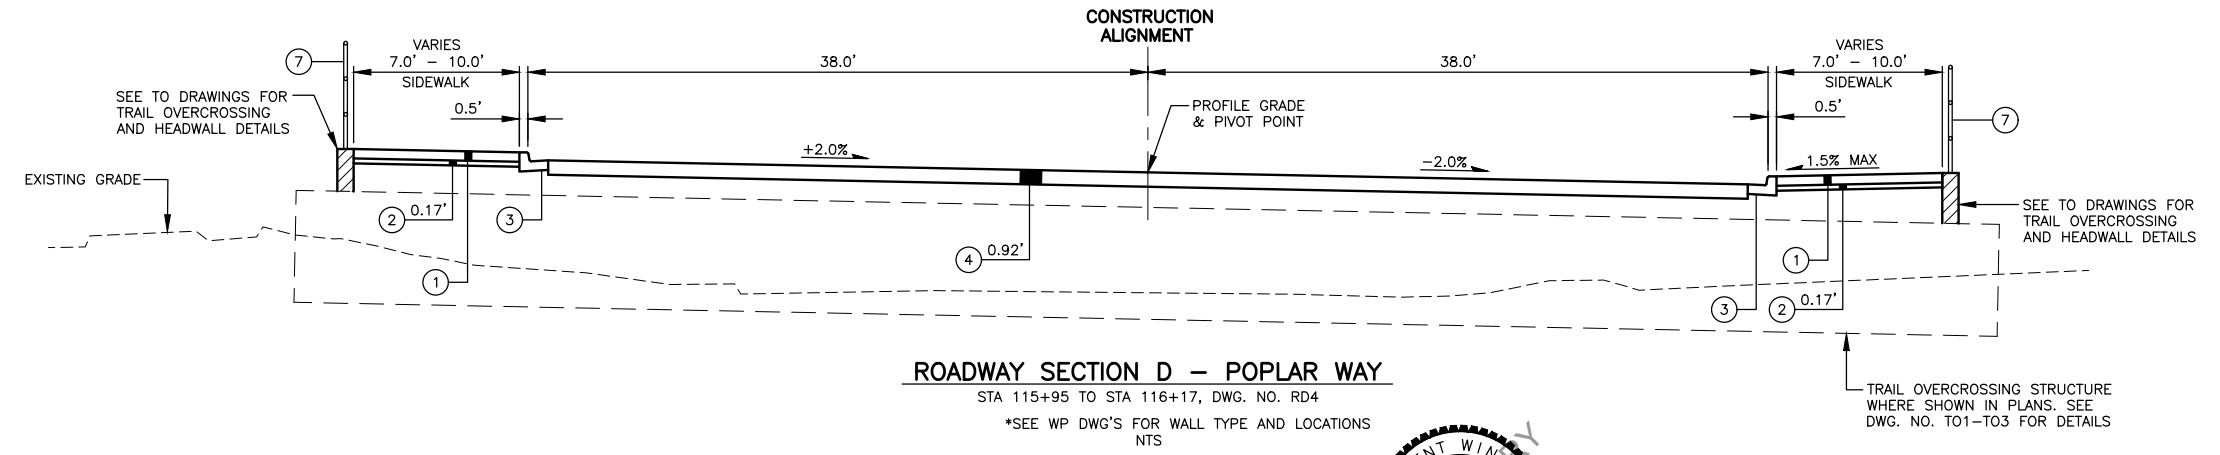 CONSTRUCTION
ALIGNMENT
VARIES
7.0' - 10.0'
SIDEWALK
38.0'
38.0'
VARIES
7.0' - 10.0'
SIDEWALK
7
SEE TO DRAWINGS FOR
TRAIL OVERCROSSING
AND HEADWALL DETAILS
0.5'
PROFILE GRADE
& PIVOT POINT
0.5'
7
+2.0%
-2.0%
1.5% MAX
EXISTING GRADE
2 0.17'
3
1
4 0.92'
1
3
2 0.17'
SEE TO DRAWINGS FOR
TRAIL OVERCROSSING
AND HEADWALL DETAILS
ROADWAY SECTION D - POPLAR WAY
STA 115+95 TO STA 116+17, DWG. NO. RD4
*SEE WP DWG'S FOR WALL TYPE AND LOCATIONS
NTS
TRAIL OVERCROSSING STRUCTURE
WHERE SHOWN IN PLANS. SEE
DWG. NO. TO1-TO3 FOR DETAILS